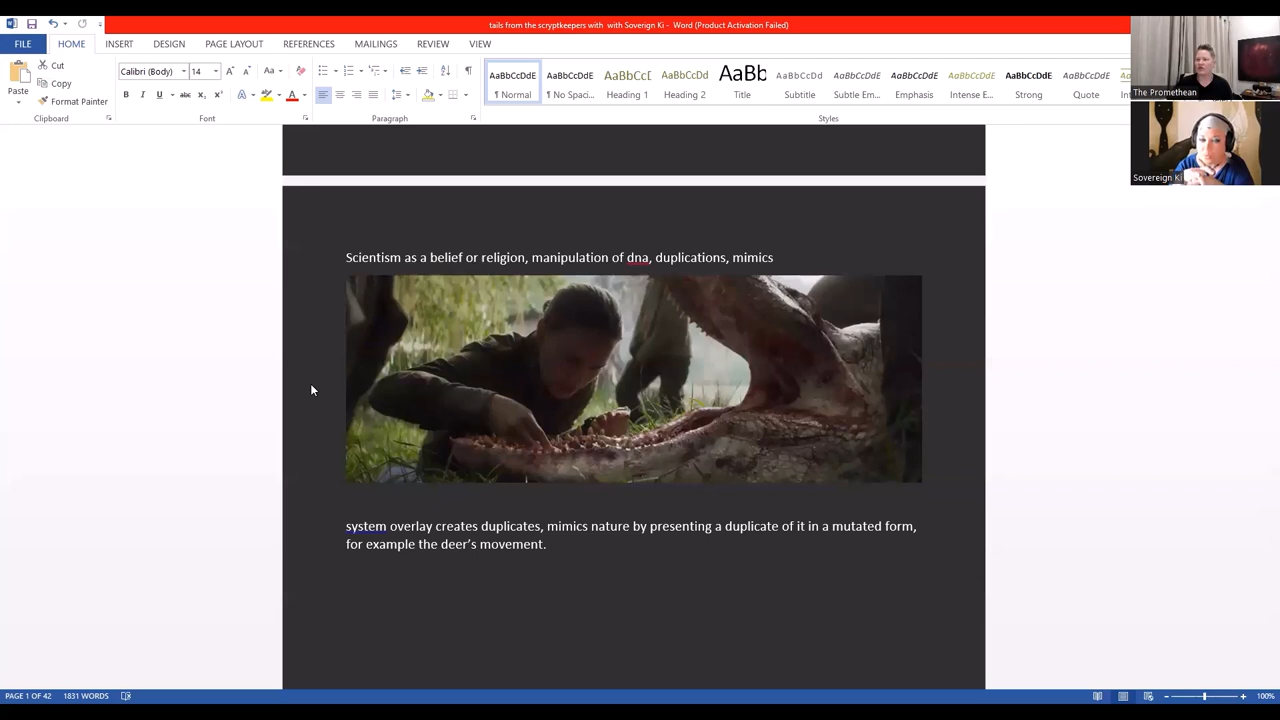 tails from the scryptkeepers with with Soverign Ki - Word (Product Activation Failed)
FILE HOME INSERT DESIGN PAGE LAYOUT REFERENCES MAILINGS REVIEW VIEW
Cut
Copy
Format Painter
Paste
Clipboard
Calibri (Body) 14
Font
Paragraph
AaBbCcDdE AaBbCcDdE AaBbC AaBbCcDd AaBb AaBbCcDd AaBbCcDdE AaBbCcDdE AaBbCcDdE AaBbCcDdE AaBbCcDdE
¶ Normal ¶ No Spaci... Heading 1 Heading 2 Title Subtitle Subtle Em... Emphasis Intense E... Strong Quote
Styles
The Promethean
Sovereign Ki
Scientism as a belief or religion, manipulation of dna, duplications, mimics
system overlay creates duplicates, mimics nature by presenting a duplicate of it in a mutated form,
for example the deer’s movement.
PAGE 1 OF 42 1831 WORDS 100%